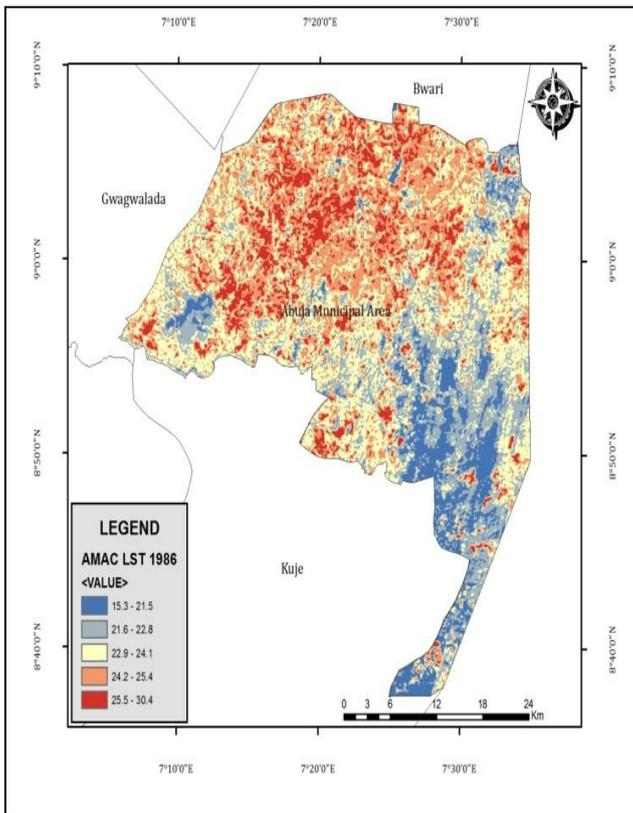 7°10'0"E 7°20'0"E 7°30'0"E
9°10'0"N 9°10'0"N
Bwari
Gwagwalada
9°0'0"N 9°0'0"N
Abuja Municipal Area
8°50'0"N 8°50'0"N
LEGEND
AMAC LST 1986
<VALUE>
15.3 - 21.5
21.6 - 22.8
22.9 - 24.1
24.2 - 25.4
25.5 - 30.4
Kuje
8°40'0"N 8°40'0"N
0 3 6 12 18 24
Km
7°10'0"E 7°20'0"E 7°30'0"E